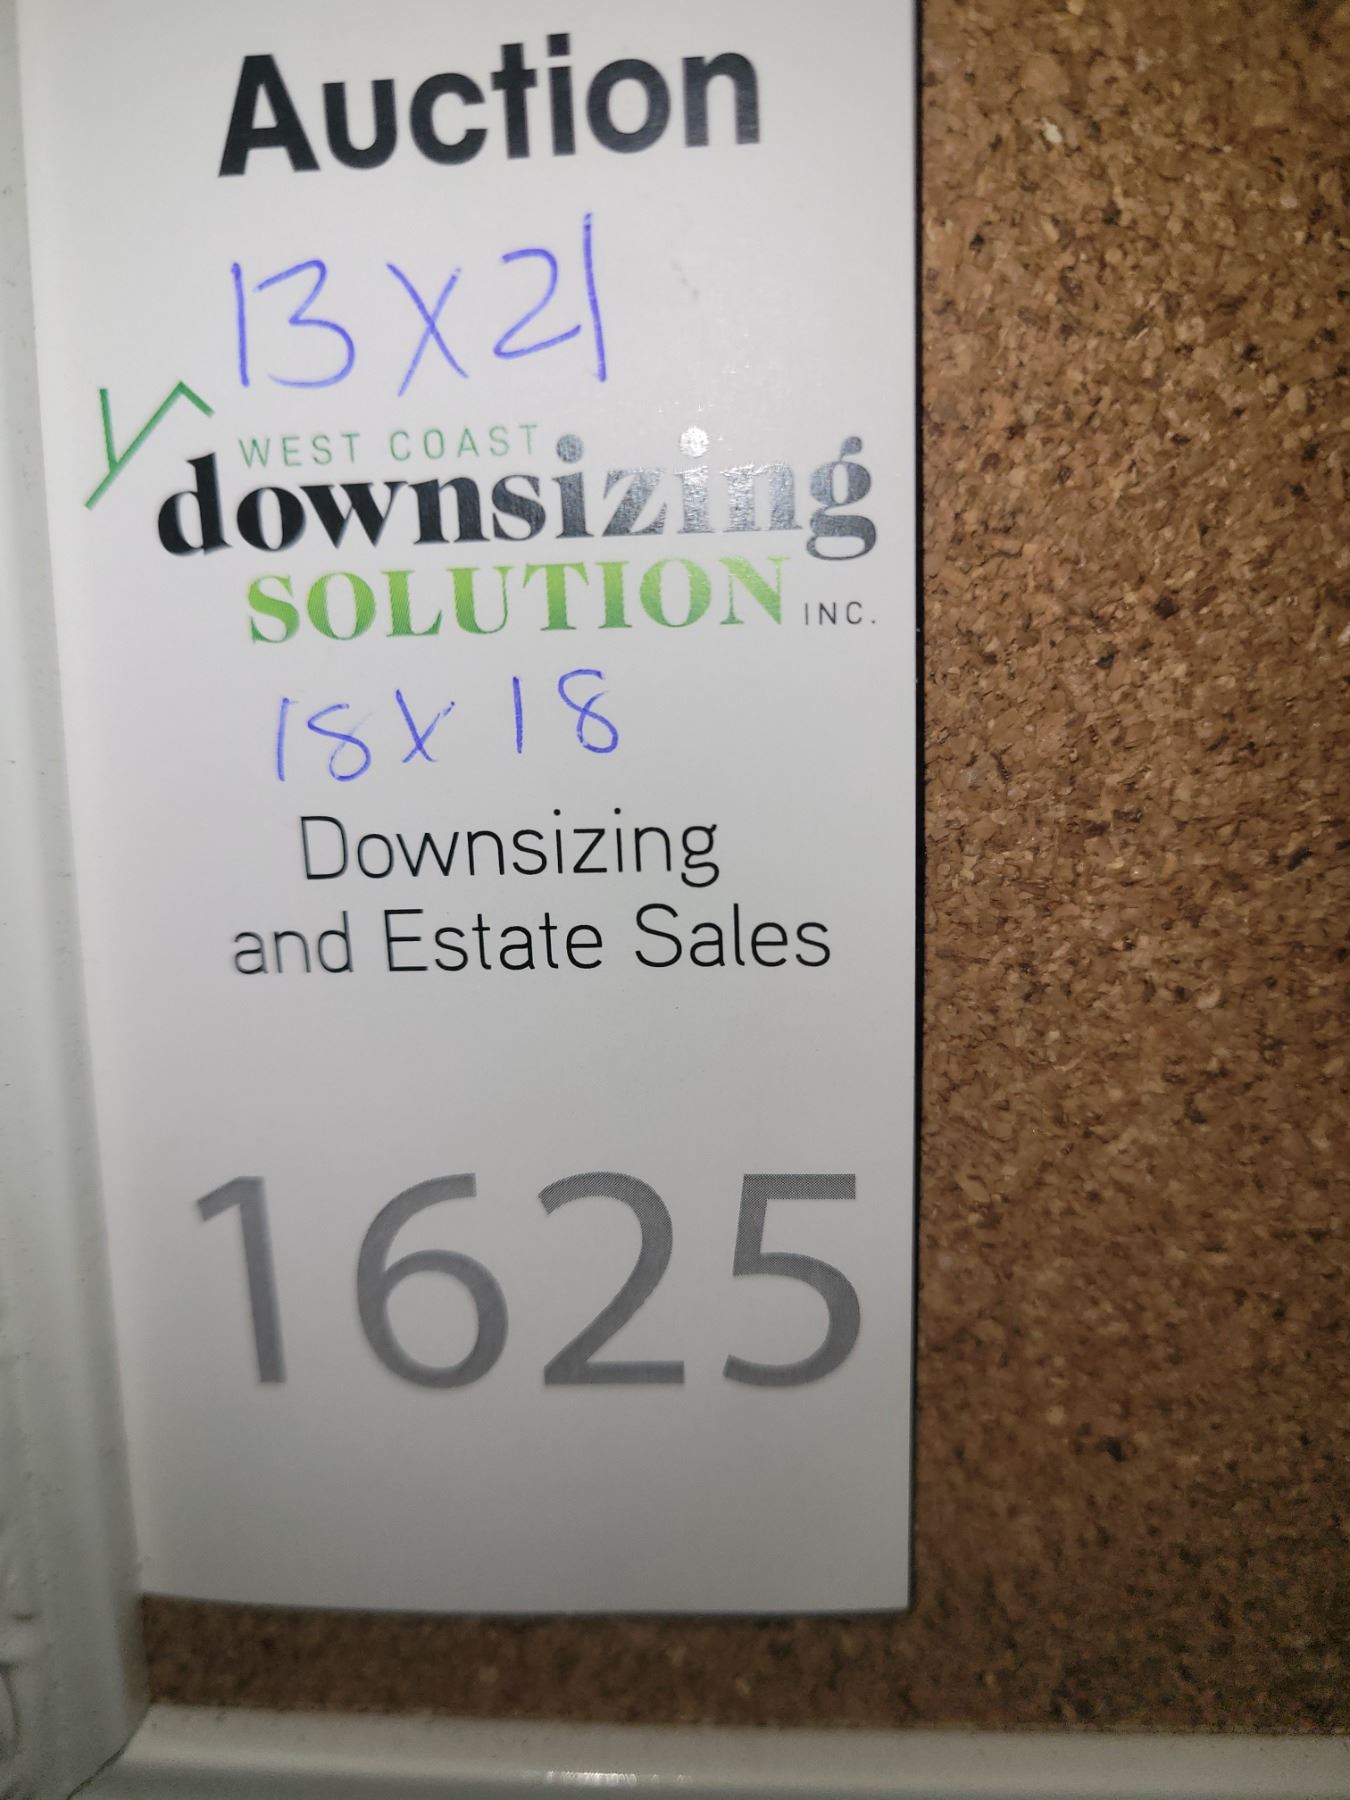 Auction
13 X 21
WEST COAST
downsizing
SOLUTION INC.
18 X 18
Downsizing
and Estate Sales
1625